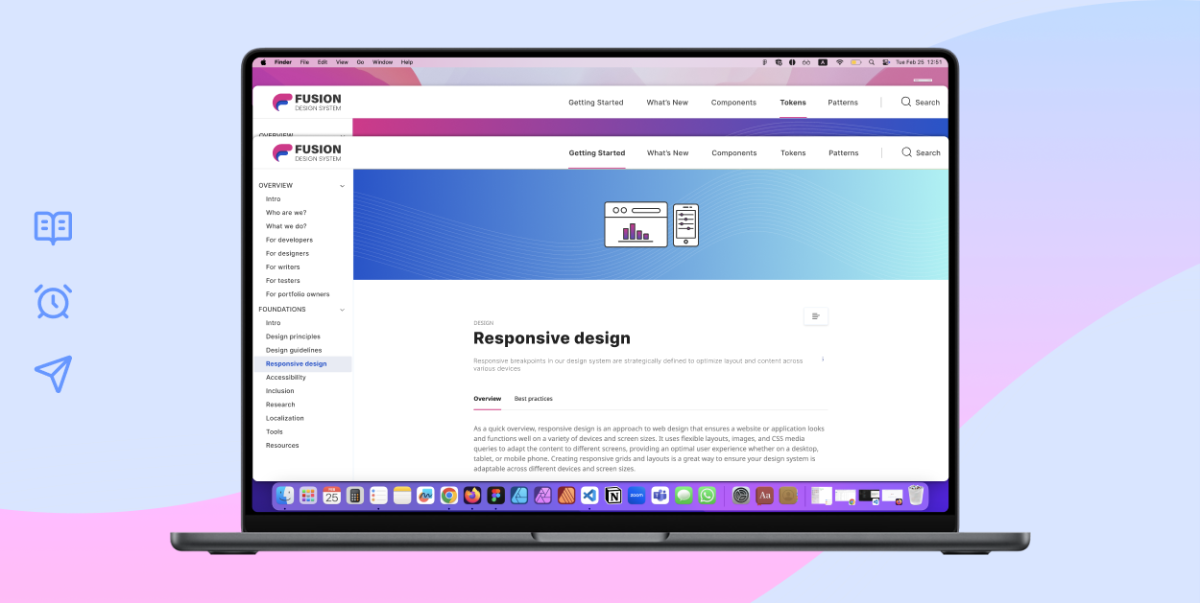 Finder File Edit View Go Window Help
Tue Feb 25 12:51
FUSION
DESIGN SYSTEM
Getting Started What's New Components Tokens Patterns Search
OVERVIEW
FUSION
DESIGN SYSTEM
Getting Started What's New Components Tokens Patterns Search
OVERVIEW
Intro
Who are we?
What we do?
For developers
For designers
For writers
For testers
For portfolio owners
FOUNDATIONS
Intro
Design principles
Design guidelines
Responsive design
Accessibility
Inclusion
Research
Localization
Tools
Resources
DESIGN
Responsive design
Responsive breakpoints in our design system are strategically defined to optimize layout and content across
various devices
Overview Best practices
As a quick overview, responsive design is an approach to web design that ensures a website or application looks
and functions well on a variety of devices and screen sizes. It uses flexible layouts, images, and CSS media
queries to adapt the content to different screens, providing an optimal user experience whether on a desktop,
tablet, or mobile phone. Creating responsive grids and layouts is a great way to ensure your design system is
adaptable across different devices and screen sizes.
25
zoom
Aa